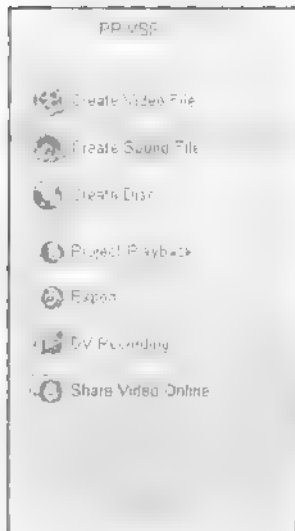 Create Video File
Create Sound File
Create Disc
Project Playback
Export
DV Recording
Share Video Online